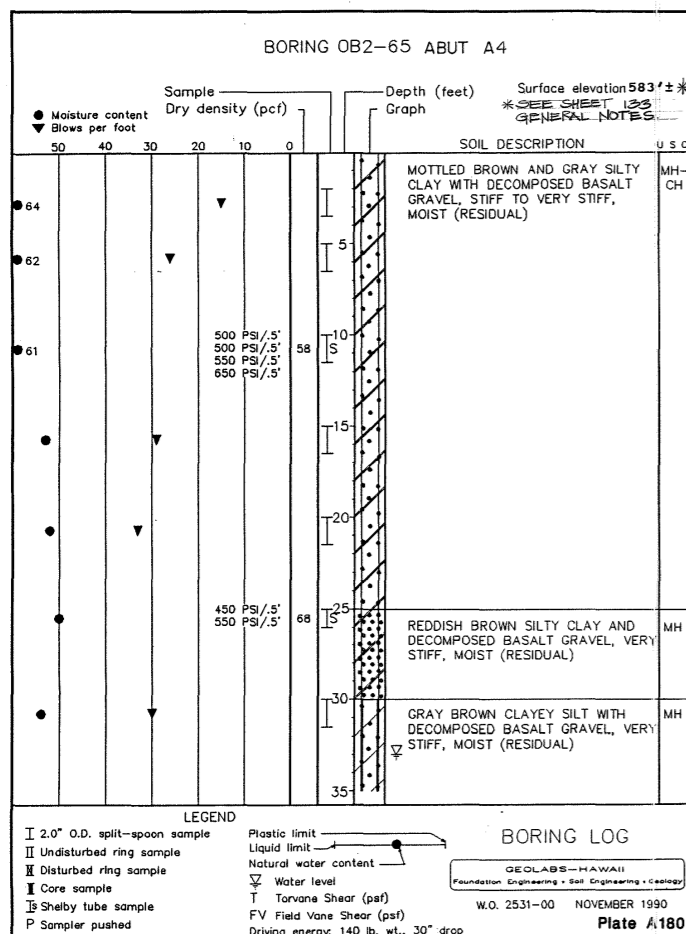 BORING OB2-65 ABUT A4
Sample
Dry density (pcf)
Depth (feet)
Graph
Surface elevation 583'± *
* SEE SHEET 133
GENERAL NOTES
● Moisture content
▼ Blows per foot
50 40 30 20 10 0
SOIL DESCRIPTION
U S C
MOTTLED BROWN AND GRAY SILTY
CLAY WITH DECOMPOSED BASALT
GRAVEL, STIFF TO VERY STIFF,
MOIST (RESIDUAL)
MH-
CH
64
5
62
10
500 PSI/.5'
500 PSI/.5'
550 PSI/.5'
650 PSI/.5'
58
S
61
15
20
25
450 PSI/.5'
550 PSI/.5'
68
S
REDDISH BROWN SILTY CLAY AND
DECOMPOSED BASALT GRAVEL, VERY
STIFF, MOIST (RESIDUAL)
MH
30
GRAY BROWN CLAYEY SILT WITH
DECOMPOSED BASALT GRAVEL, VERY
STIFF, MOIST (RESIDUAL)
MH
35
LEGEND
2.0" O.D. split-spoon sample
Undisturbed ring sample
Disturbed ring sample
Core sample
S Shelby tube sample
P Sampler pushed
Plastic limit
Liquid limit
Natural water content
Water level
T Torvane Shear (psf)
FV Field Vane Shear (psf)
Driving energy: 140 lb. wt., 30" drop
BORING LOG
GEOLABS-HAWAII
Foundation Engineering • Soil Engineering • Geology
W.O. 2531-00 NOVEMBER 1990
Plate A180